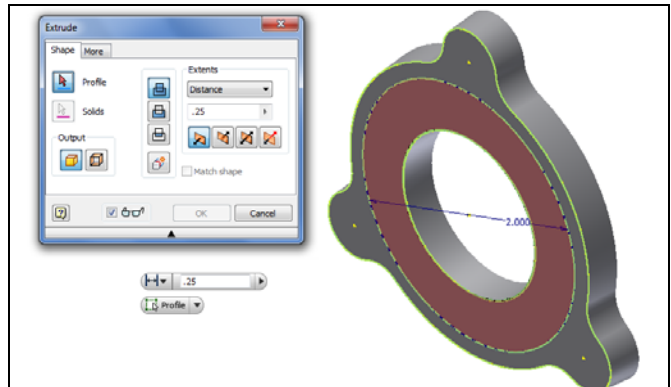 Extrude
Shape More
Profile
Solids
Output
Extents
Distance
.25
Match shape
OK Cancel
2.000
.25
Profile